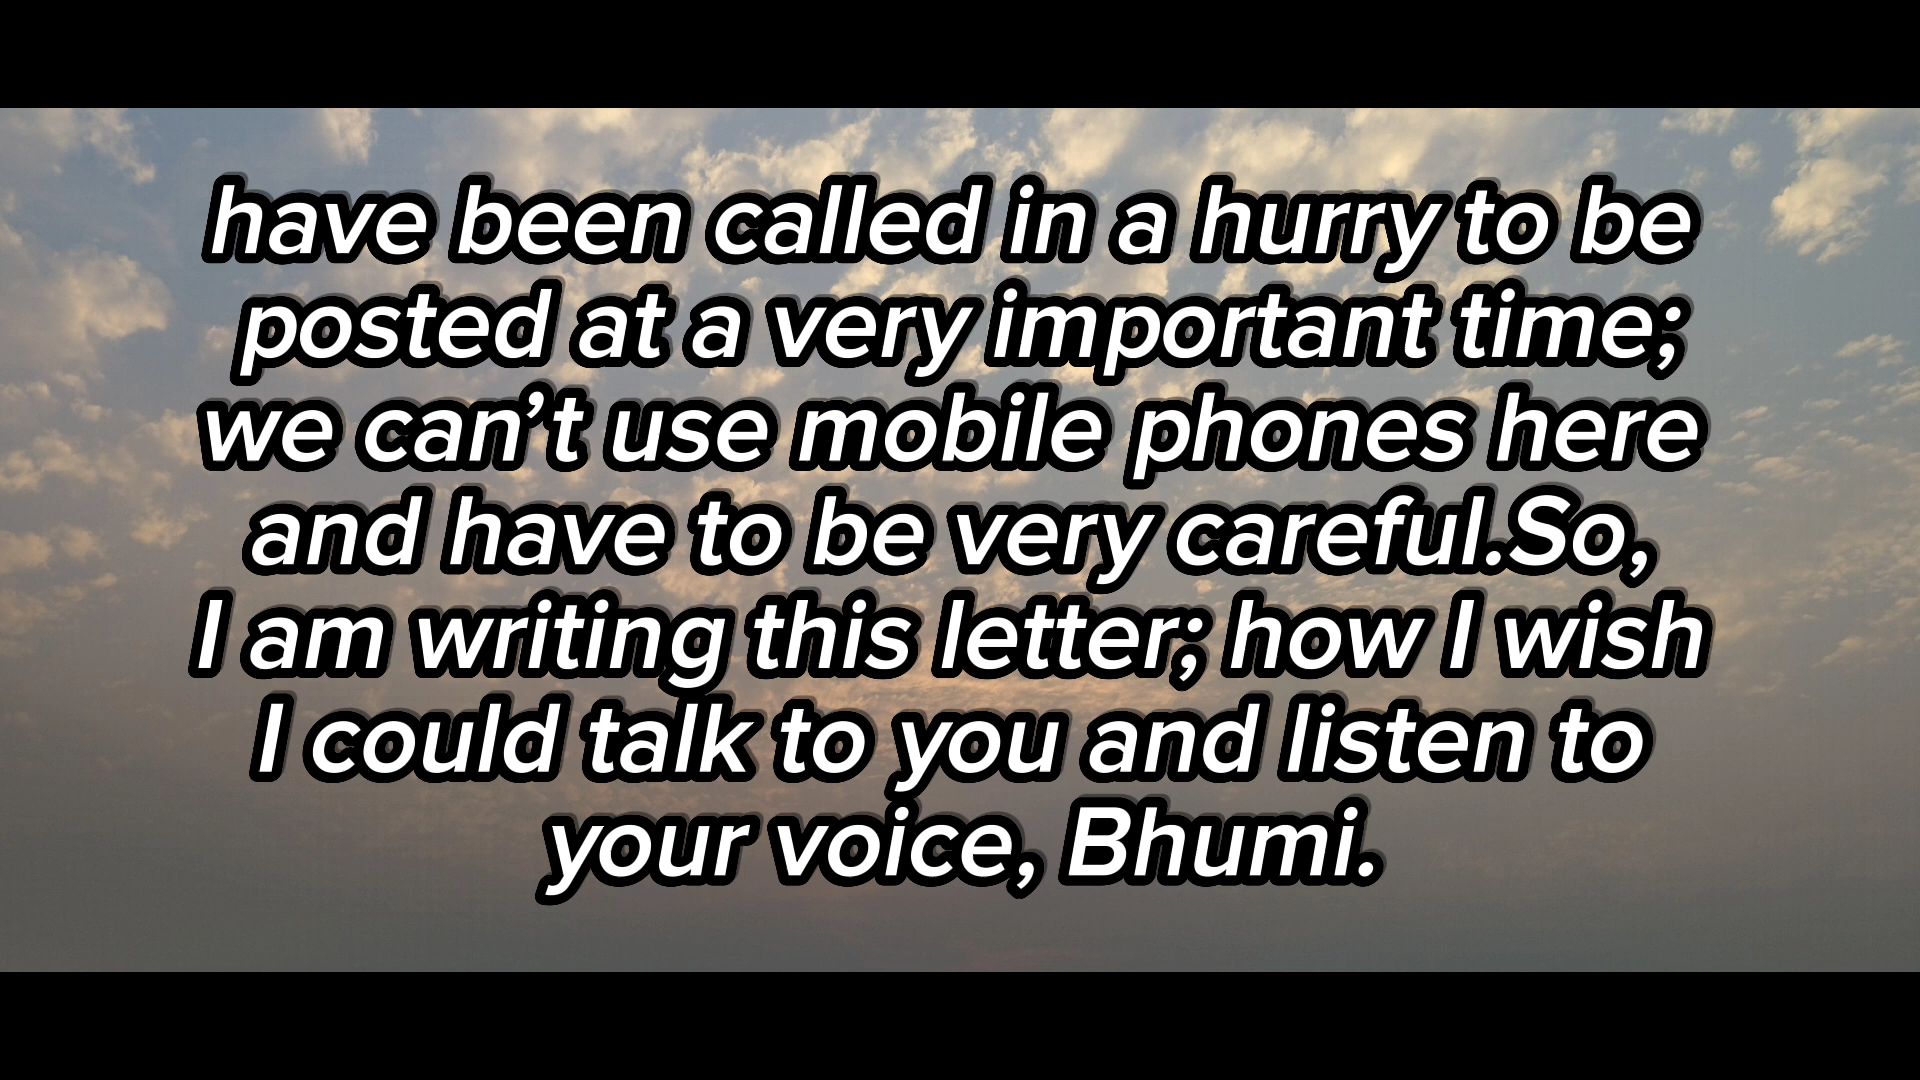 have been called in a hurry to be
posted at a very important time;
we can’t use mobile phones here
and have to be very careful.So,
I am writing this letter; how I wish
I could talk to you and listen to
your voice, Bhumi.